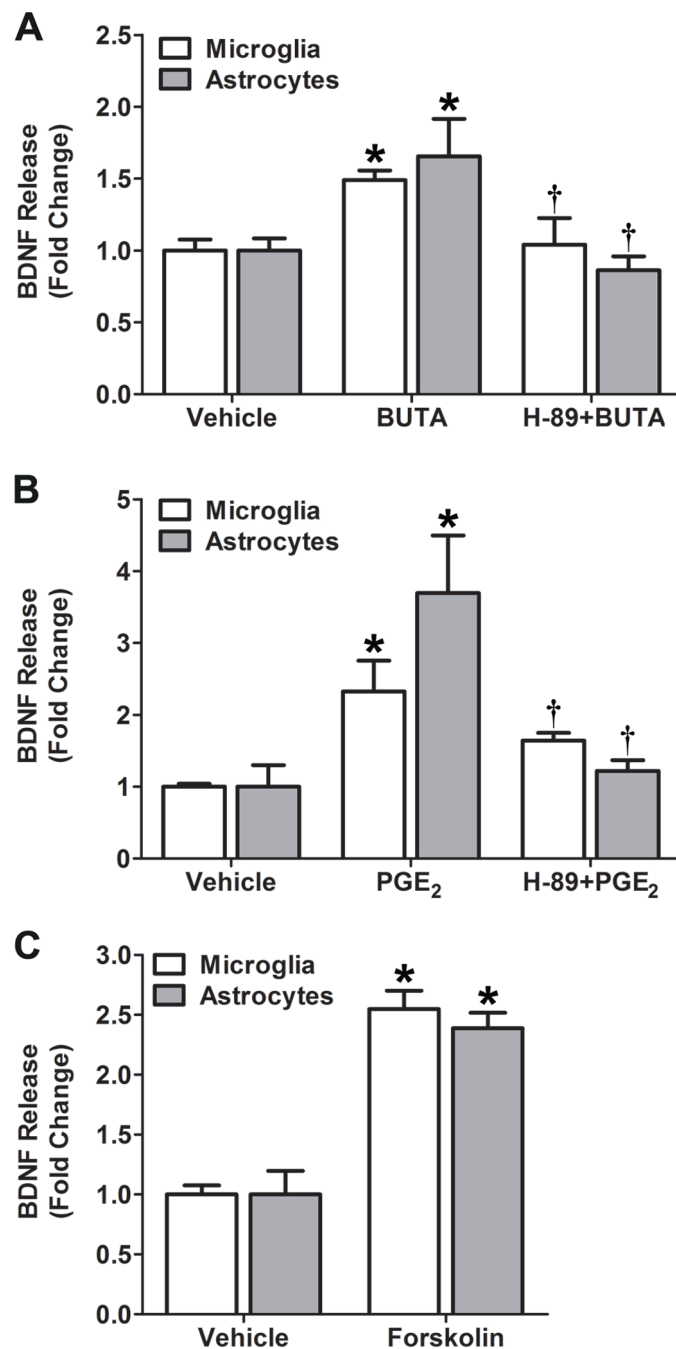 A
2.5
2.0
1.5
1.0
0.5
0.0
BDNF Release
(Fold Change)
Microglia
Astrocytes
*
*
†
†
Vehicle BUTA H-89+BUTA
B
5
4
3
2
1
0
BDNF Release
(Fold Change)
Microglia
Astrocytes
*
*
†
†
Vehicle PGE₂ H-89+PGE₂
C
3.0
2.5
2.0
1.5
1.0
0.5
0.0
BDNF Release
(Fold Change)
Microglia
Astrocytes
*
*
Vehicle Forskolin